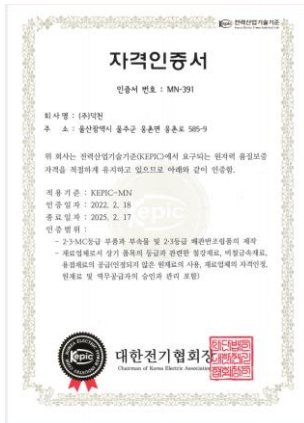 Kepic 전력산업기술기준
자격인증서
인증서 번호 : MN-391
회 사 명 : (주)덕천
주 소 : 울산광역시 울주군 웅촌면 웅촌로 585-9
위 회사는 전력산업기술기준(KEPIC)에서 요구되는 원자력 품질보증
자격을 적절하게 유지하고 있으므로 아래와 같이 인증함.
적 용 기 준 : KEPIC-MN
인 증 일 자 : 2022. 2. 18
종 료 일 자 : 2025. 2. 17
인 증 범 위 :
- 2·3·MC등급 부품과 부속물 및 2·3등급 배관반조립품의 제작
- 재료업체로서 상기 품목의 등급과 관련한 철강재료, 비철금속재료,
용접재료의 공급(인정되지 않은 원재료의 사용, 재료업체의 자격인정,
원재료 및 역무공급자의 승인과 관리 포함)
Kepic
대한전기협회장
Chairman of Korea Electric Association